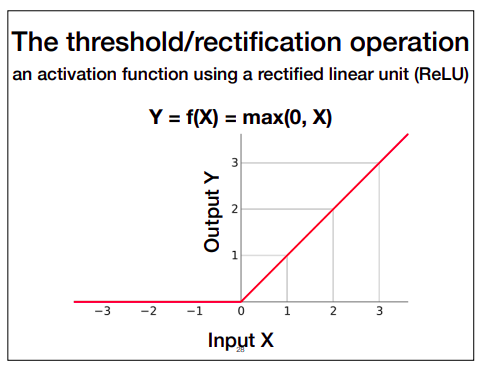 The threshold/rectification operation
an activation function using a rectified linear unit (ReLU)
Y = f(X) = max(0, X)
Output Y
3
2
1
−3 −2 −1 0 1 2 3
Input X
28